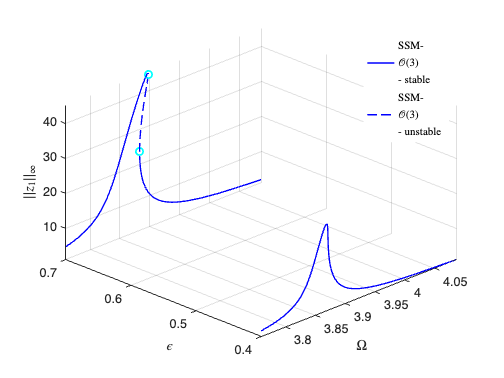 SSM-
𝒪(3)
- stable
SSM-
𝒪(3)
- unstable
||z₁||∞
40
30
20
10
0.7
0.6
0.5
0.4
ϵ
3.8
3.85
3.9
3.95
4
4.05
Ω